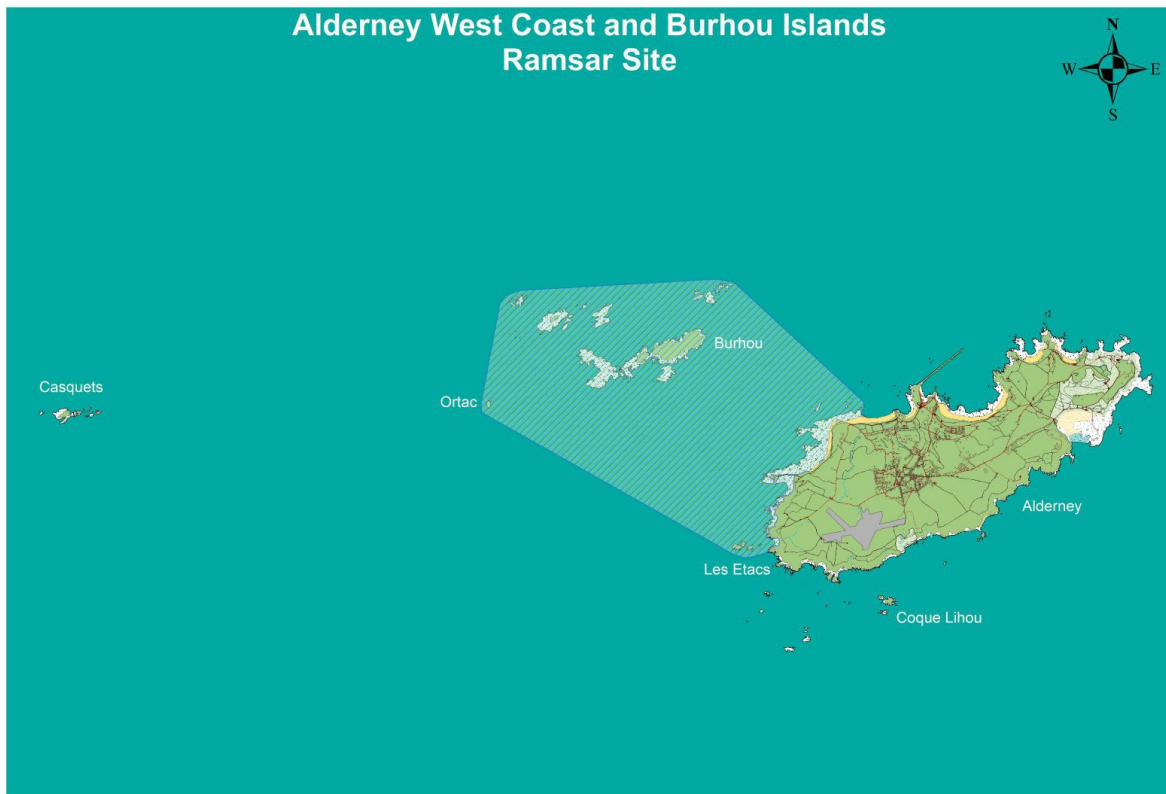 Alderney West Coast and Burhou Islands
Ramsar Site
N
W E
S
Burhou
Casquets
Ortac
Alderney
Les Etacs
Coque Lihou